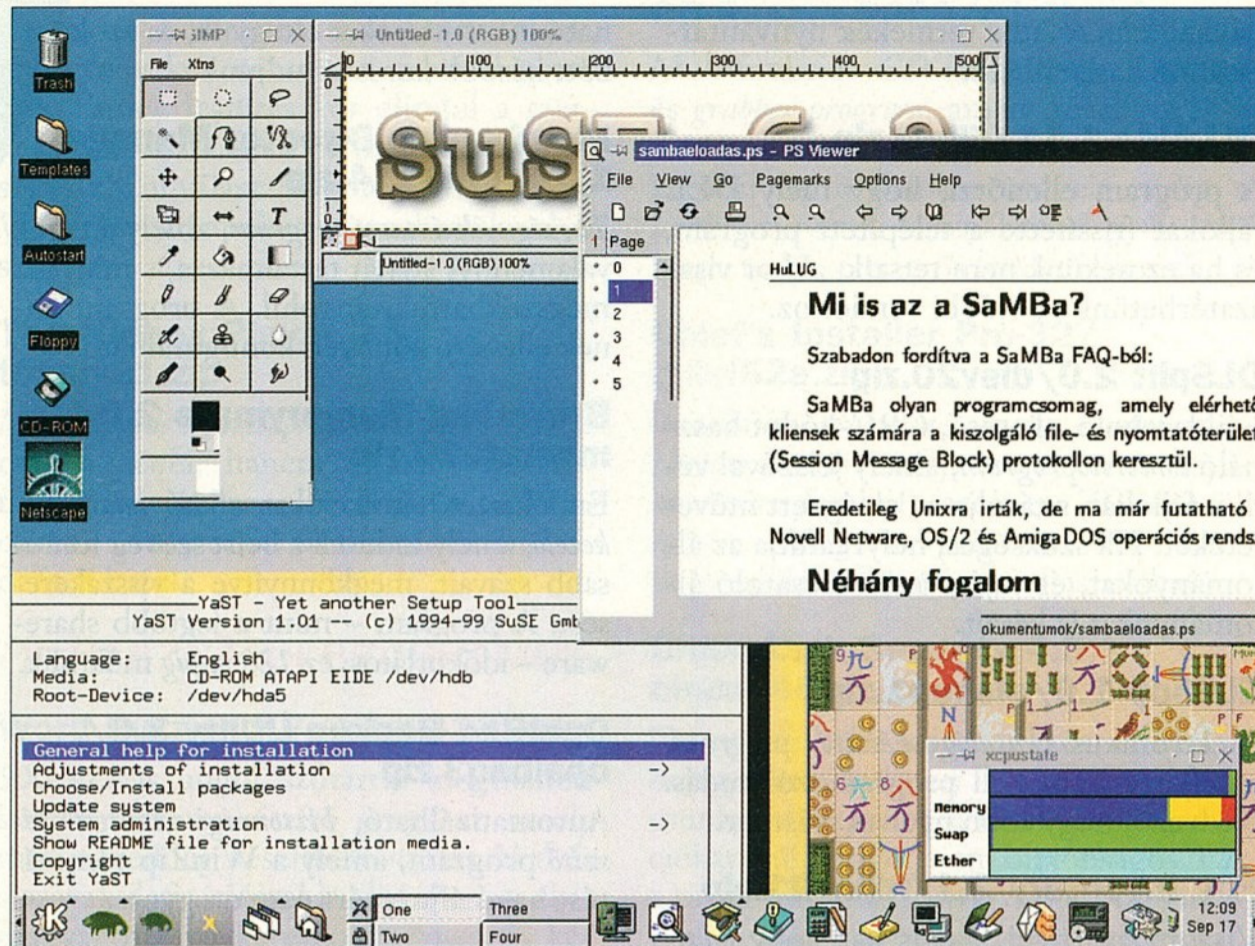 Trash
Templates
Autostart
Floppy
CD-ROM
Netscape
File Xtns
Untitled-1.0 (RGB) 100%
0 100 200 300 400 500
SuSE
Untitled-1.0 (RGB) 100%
sambaeloadas.ps - PS Viewer
File View Go Pagemarks Options Help
Page
0
1
2
3
4
5
HuLUG
Mi is az a SaMBa?
Szabadon fordítva a SaMBa FAQ-ból:
SaMBa olyan programcsomag, amely elérhető
kliensek számára a kiszolgáló file- és nyomtatóterület
(Session Message Block) protokollon keresztül.
Eredetileg Unixra írták, de ma már futatható
Novell Netware, OS/2 és AmigaDOS operációs rends
Néhány fogalom
okumentumok/sambaeloadas.ps
YaST - Yet another Setup Tool
YaST Version 1.01 -- (c) 1994-99 SuSE Gmb
Language: English
Media: CD-ROM ATAPI EIDE /dev/hdb
Root-Device: /dev/hda5
General help for installation
Adjustments of installation ->
Choose/Install packages
Update system
System administration ->
Show README file for installation media.
Copyright
Exit YaST
xcpustate
Memory
Swap
Ether
One Three
Two Four
12:09
Sep 17